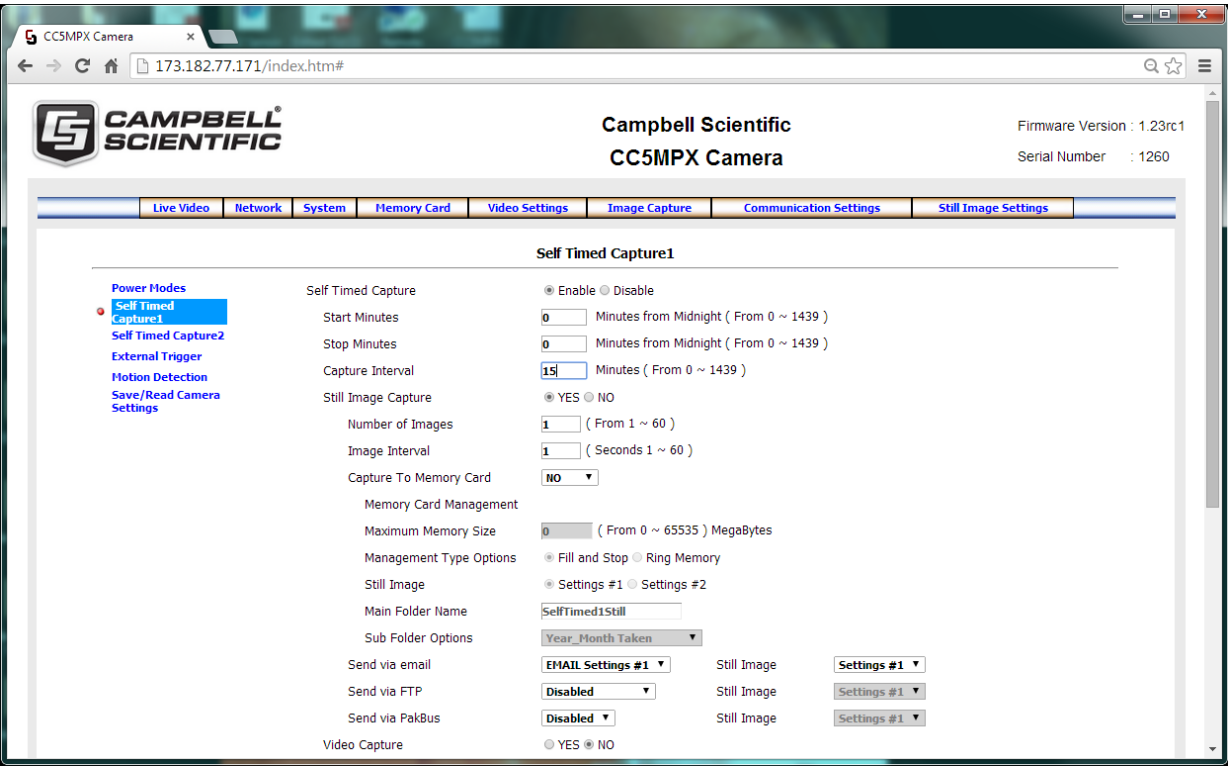 CC5MPX Camera
173.182.77.171/index.htm#
CAMPBELL SCIENTIFIC
Campbell Scientific
CC5MPX Camera
Firmware Version : 1.23rc1
Serial Number : 1260
Live Video Network System Memory Card Video Settings Image Capture Communication Settings Still Image Settings
Self Timed Capture1
Power Modes
Self Timed
Capture1
Self Timed Capture2
External Trigger
Motion Detection
Save/Read Camera
Settings
Self Timed Capture Enable Disable
Start Minutes 0 Minutes from Midnight ( From 0 ~ 1439 )
Stop Minutes 0 Minutes from Midnight ( From 0 ~ 1439 )
Capture Interval 15 Minutes ( From 0 ~ 1439 )
Still Image Capture YES NO
Number of Images 1 ( From 1 ~ 60 )
Image Interval 1 ( Seconds 1 ~ 60 )
Capture To Memory Card NO
Memory Card Management
Maximum Memory Size 0 ( From 0 ~ 65535 ) MegaBytes
Management Type Options Fill and Stop Ring Memory
Still Image Settings #1 Settings #2
Main Folder Name SelfTimed1Still
Sub Folder Options Year_Month Taken
Send via email EMAIL Settings #1 Still Image Settings #1
Send via FTP Disabled Still Image Settings #1
Send via PakBus Disabled Still Image Settings #1
Video Capture YES NO